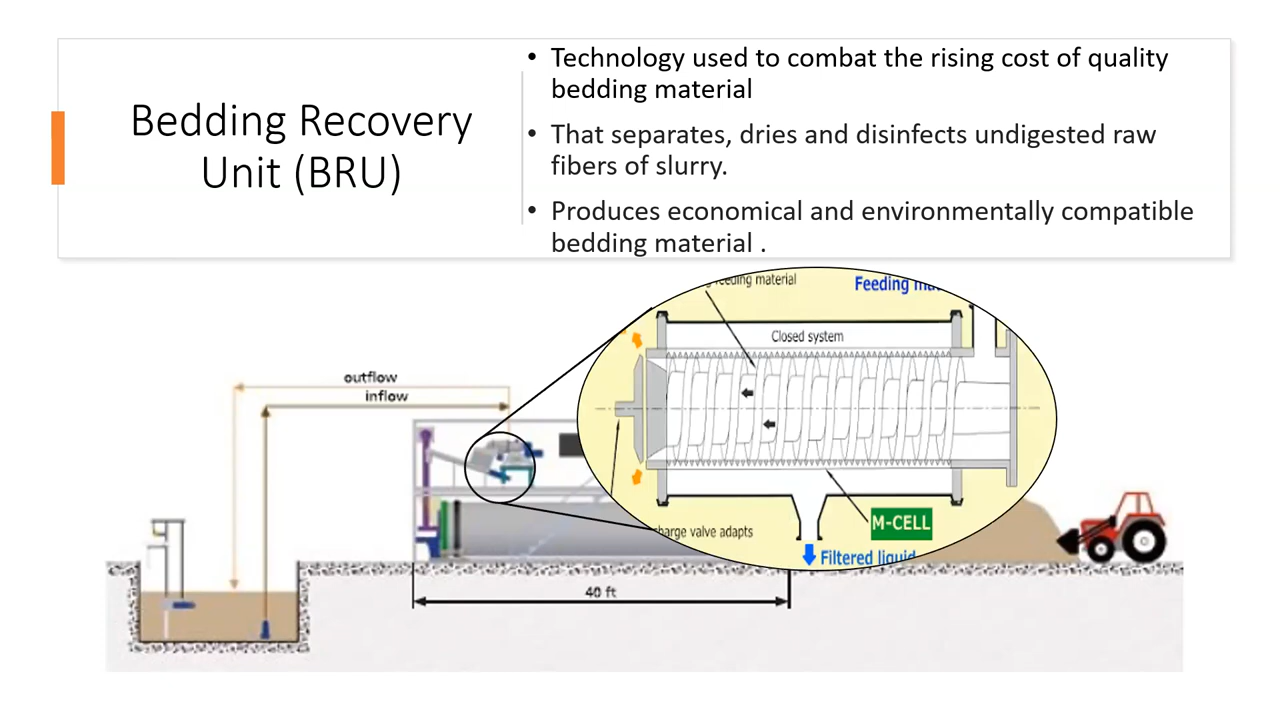 Bedding Recovery
Unit (BRU)
• Technology used to combat the rising cost of quality
bedding material
• That separates, dries and disinfects undigested raw
fibers of slurry.
• Produces economical and environmentally compatible
bedding material .
material
Feeding
Closed system
outflow
inflow
M-CELL
valve adapts
Filtered liquid
40 ft